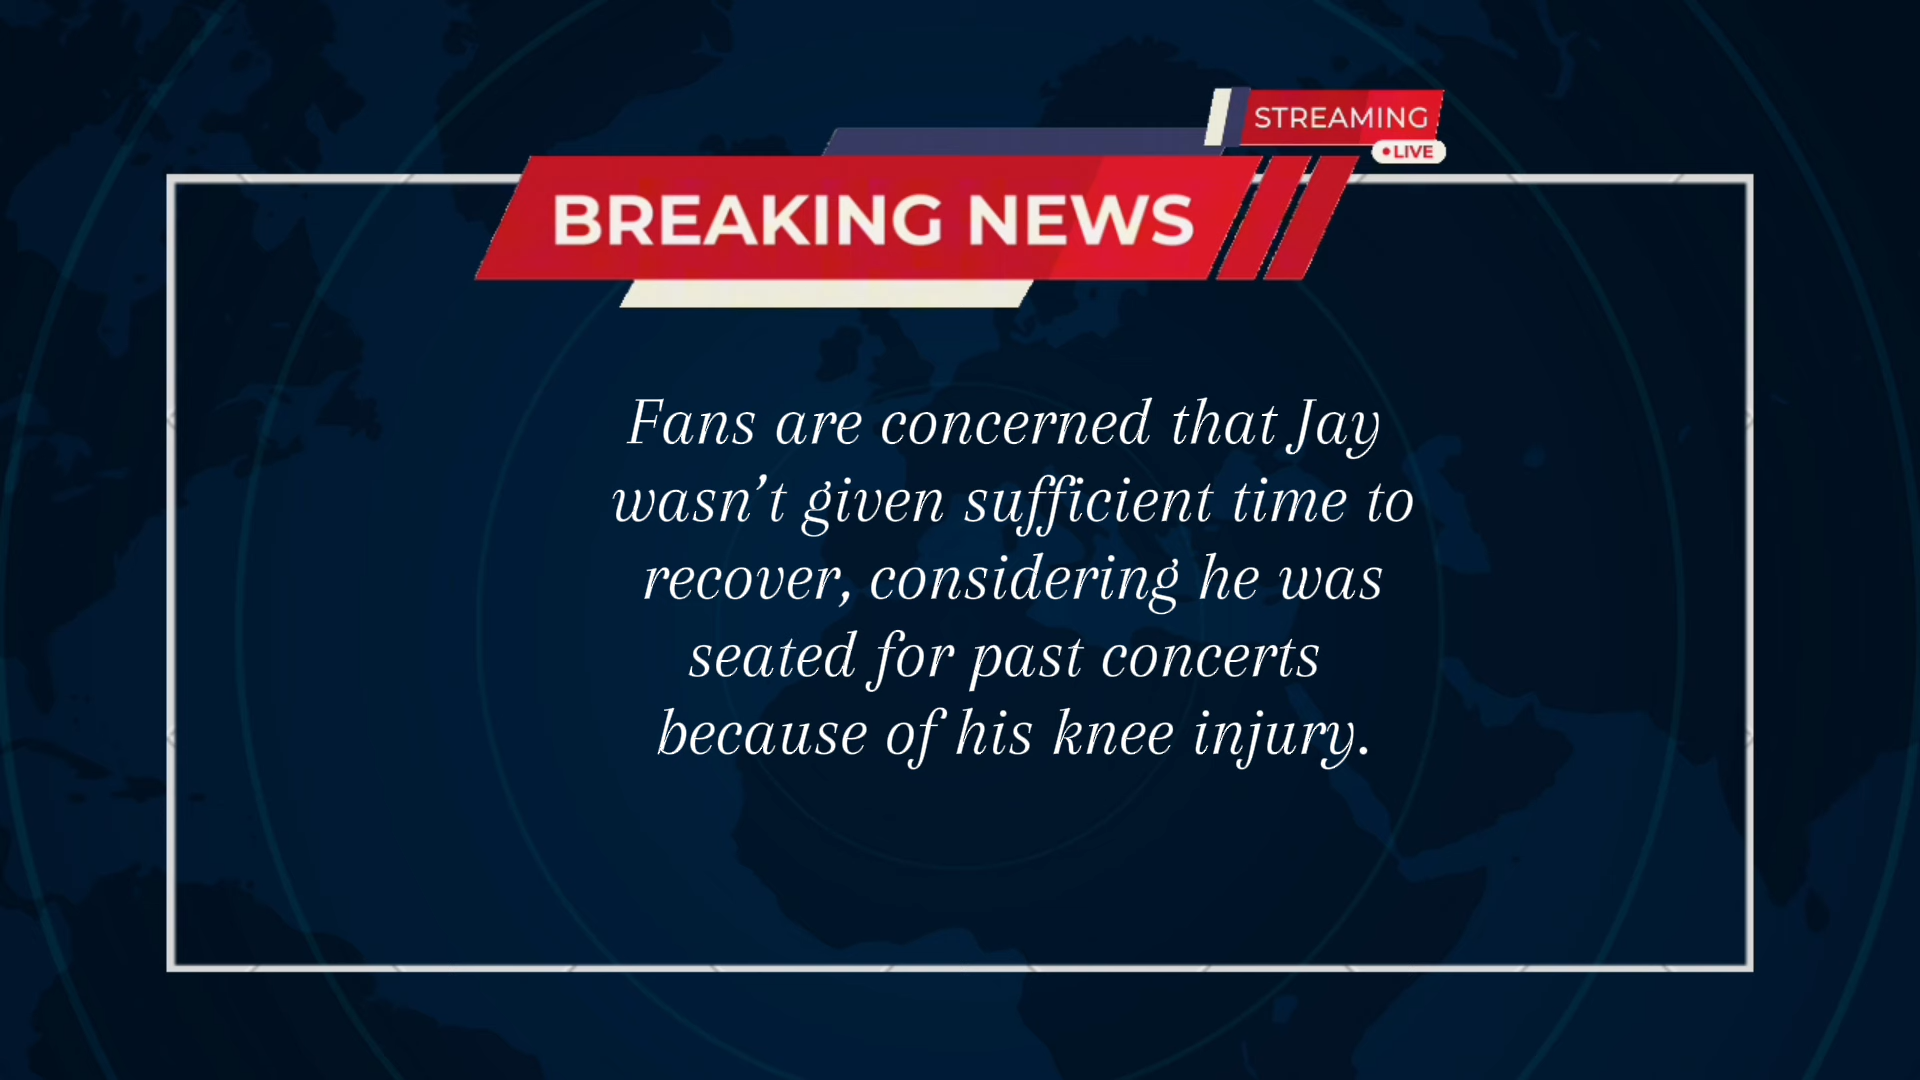 STREAMING
•LIVE
BREAKING NEWS
Fans are concerned that Jay
wasn’t given sufficient time to
recover, considering he was
seated for past concerts
because of his knee injury.